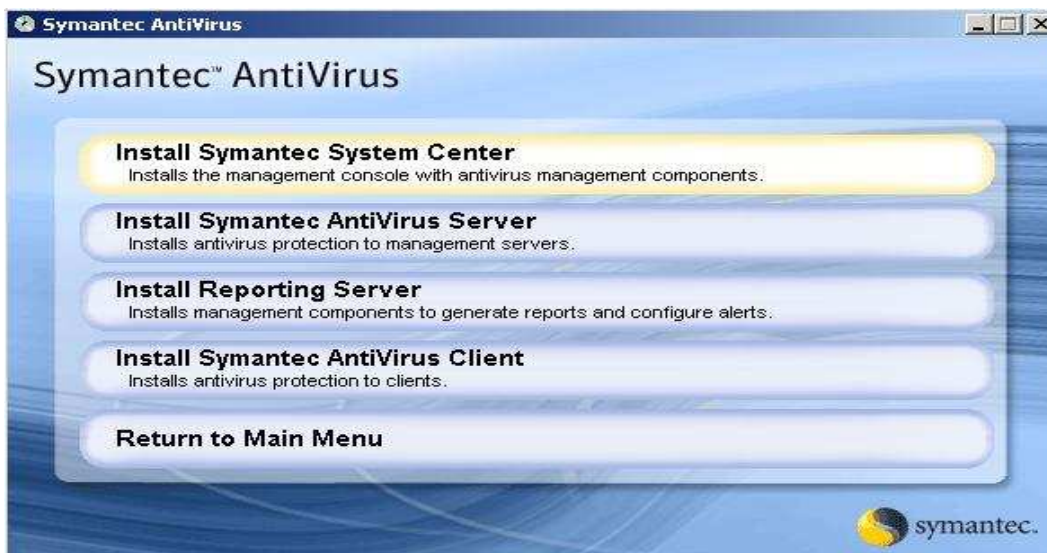 Symantec AntiVirus
Symantec™ AntiVirus
Install Symantec System Center
Installs the management console with antivirus management components.
Install Symantec AntiVirus Server
Installs antivirus protection to management servers.
Install Reporting Server
Installs management components to generate reports and configure alerts.
Install Symantec AntiVirus Client
Installs antivirus protection to clients.
Return to Main Menu
symantec.